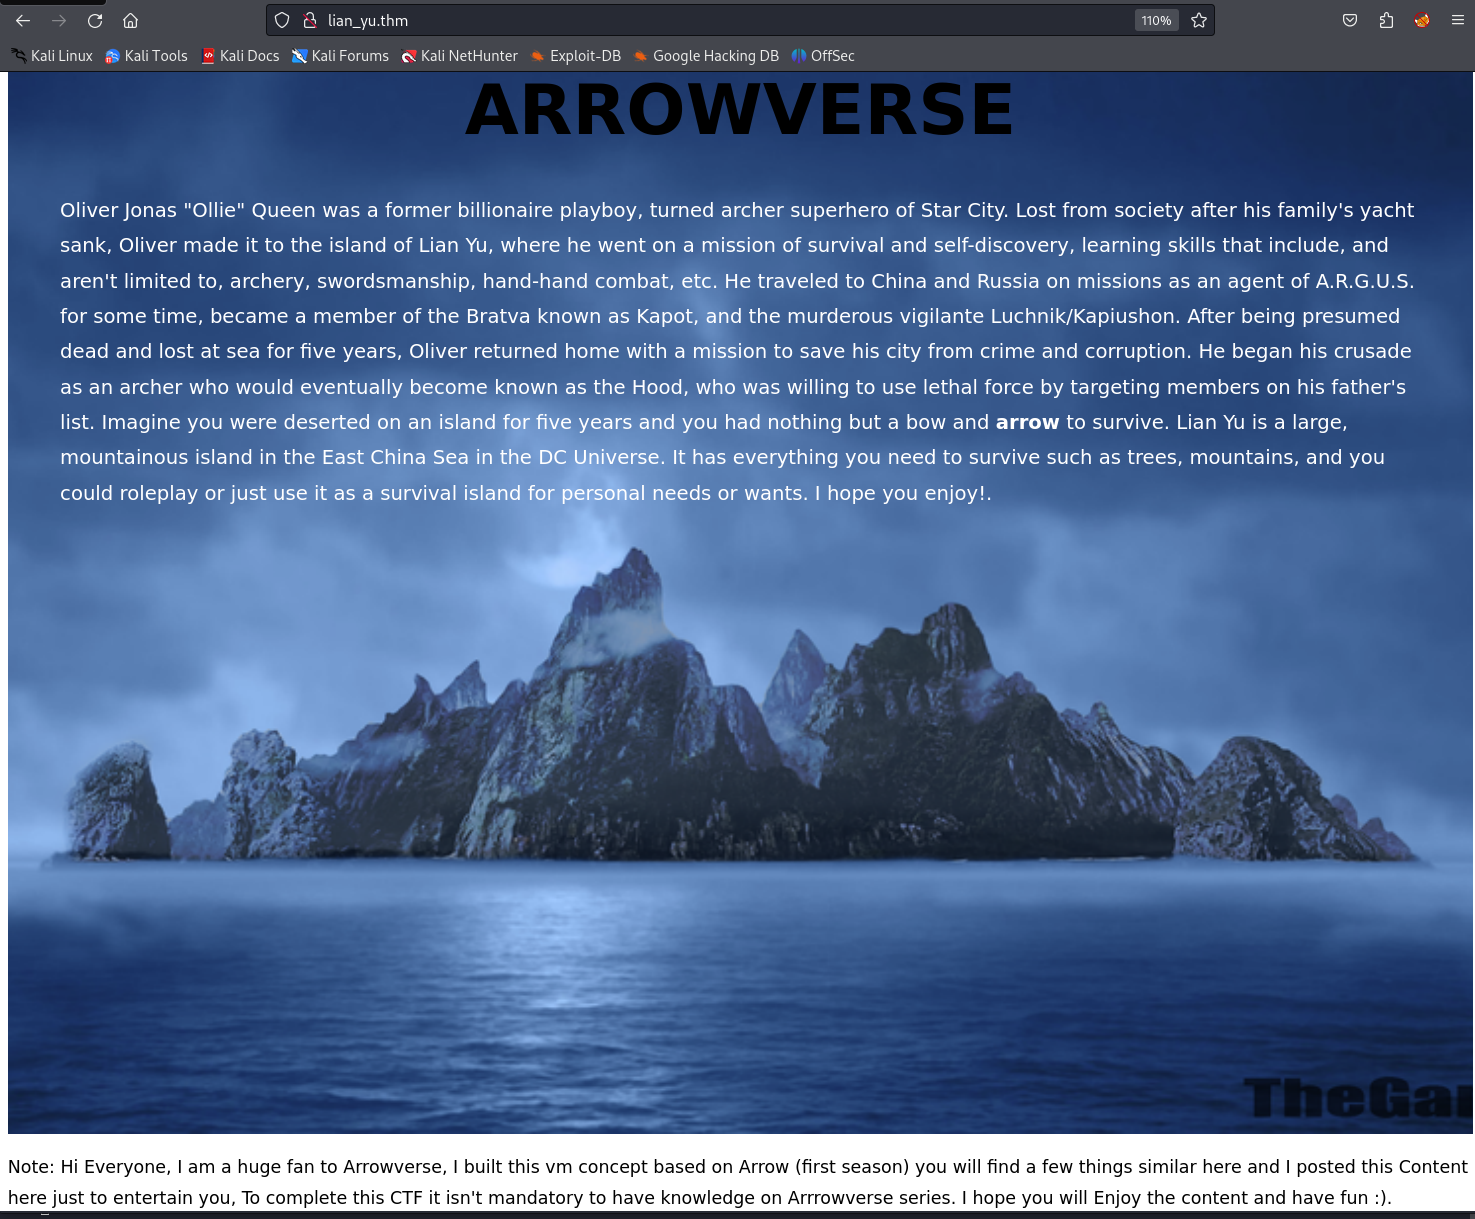 lian_yu.thm
110%
Kali Linux Kali Tools Kali Docs Kali Forums Kali NetHunter Exploit-DB Google Hacking DB OffSec
ARROWVERSE
Oliver Jonas "Ollie" Queen was a former billionaire playboy, turned archer superhero of Star City. Lost from society after his family's yacht
sank, Oliver made it to the island of Lian Yu, where he went on a mission of survival and self-discovery, learning skills that include, and
aren't limited to, archery, swordsmanship, hand-hand combat, etc. He traveled to China and Russia on missions as an agent of A.R.G.U.S.
for some time, became a member of the Bratva known as Kapot, and the murderous vigilante Luchnik/Kapiushon. After being presumed
dead and lost at sea for five years, Oliver returned home with a mission to save his city from crime and corruption. He began his crusade
as an archer who would eventually become known as the Hood, who was willing to use lethal force by targeting members on his father's
list. Imagine you were deserted on an island for five years and you had nothing but a bow and arrow to survive. Lian Yu is a large,
mountainous island in the East China Sea in the DC Universe. It has everything you need to survive such as trees, mountains, and you
could roleplay or just use it as a survival island for personal needs or wants. I hope you enjoy!.
TheGa
Note: Hi Everyone, I am a huge fan to Arrowverse, I built this vm concept based on Arrow (first season) you will find a few things similar here and I posted this Content
here just to entertain you, To complete this CTF it isn't mandatory to have knowledge on Arrrowverse series. I hope you will Enjoy the content and have fun :).